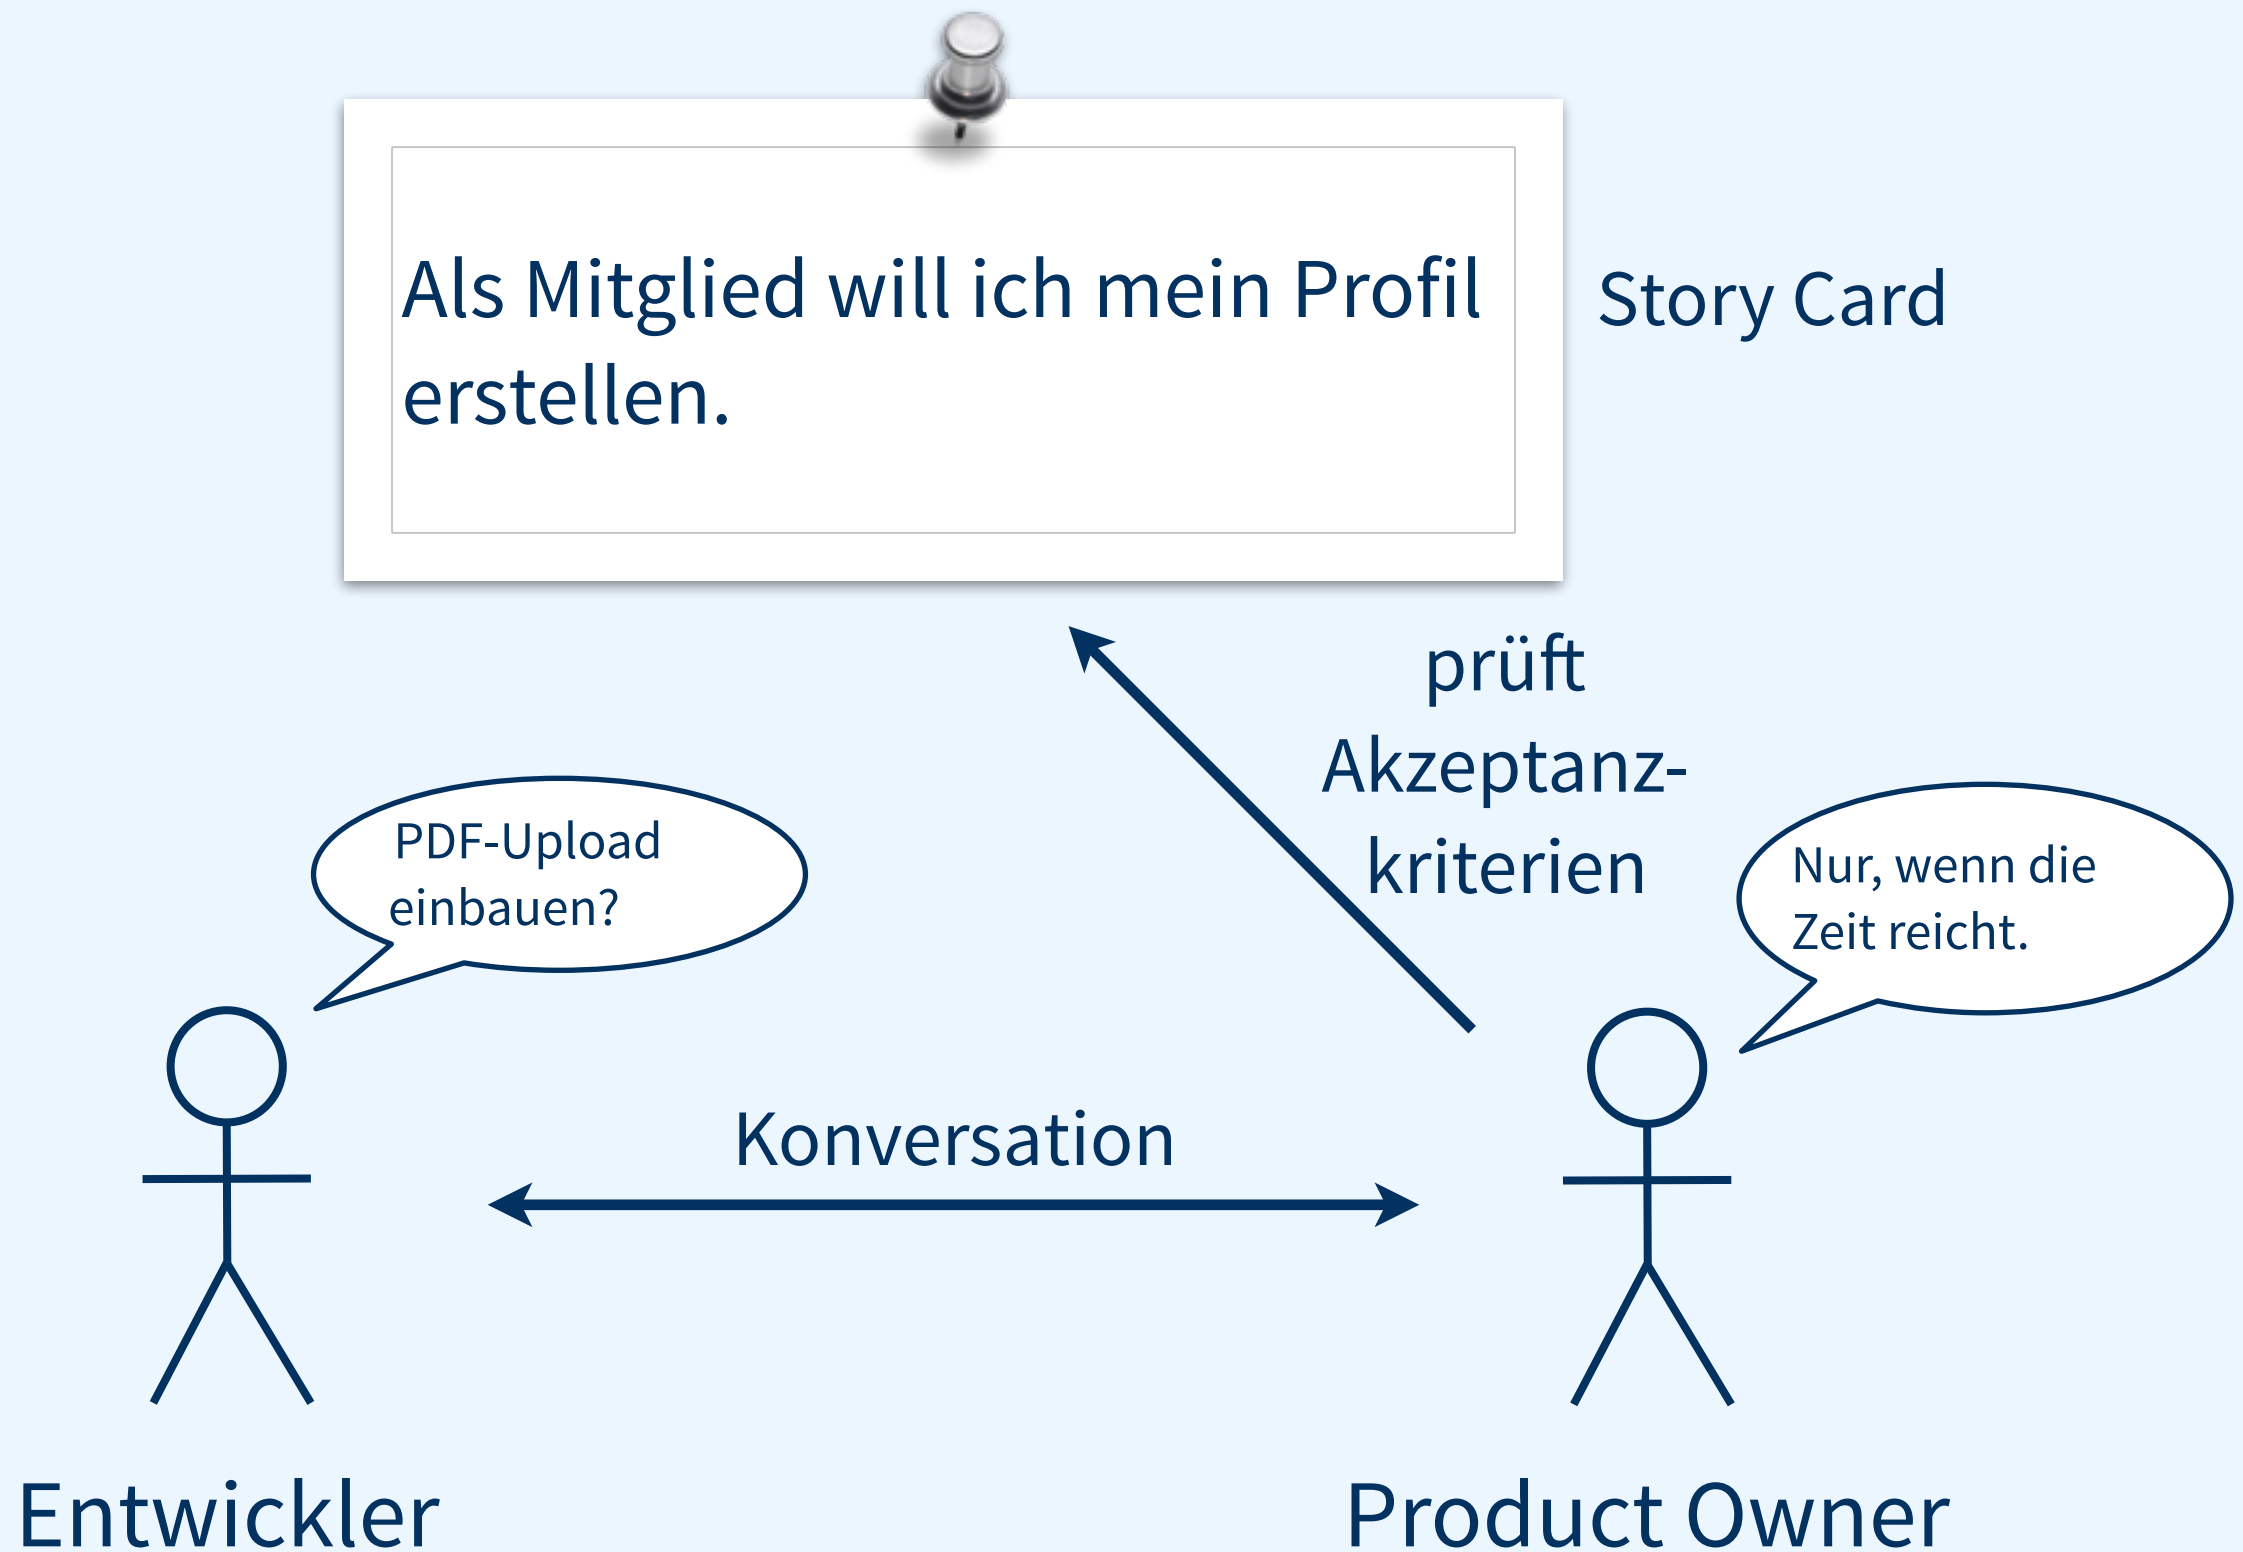 Als Mitglied will ich mein Profil
erstellen.
Story Card
prüft
Akzeptanz-
kriterien
PDF-Upload
einbauen?
Nur, wenn die
Zeit reicht.
Konversation
Entwickler
Product Owner